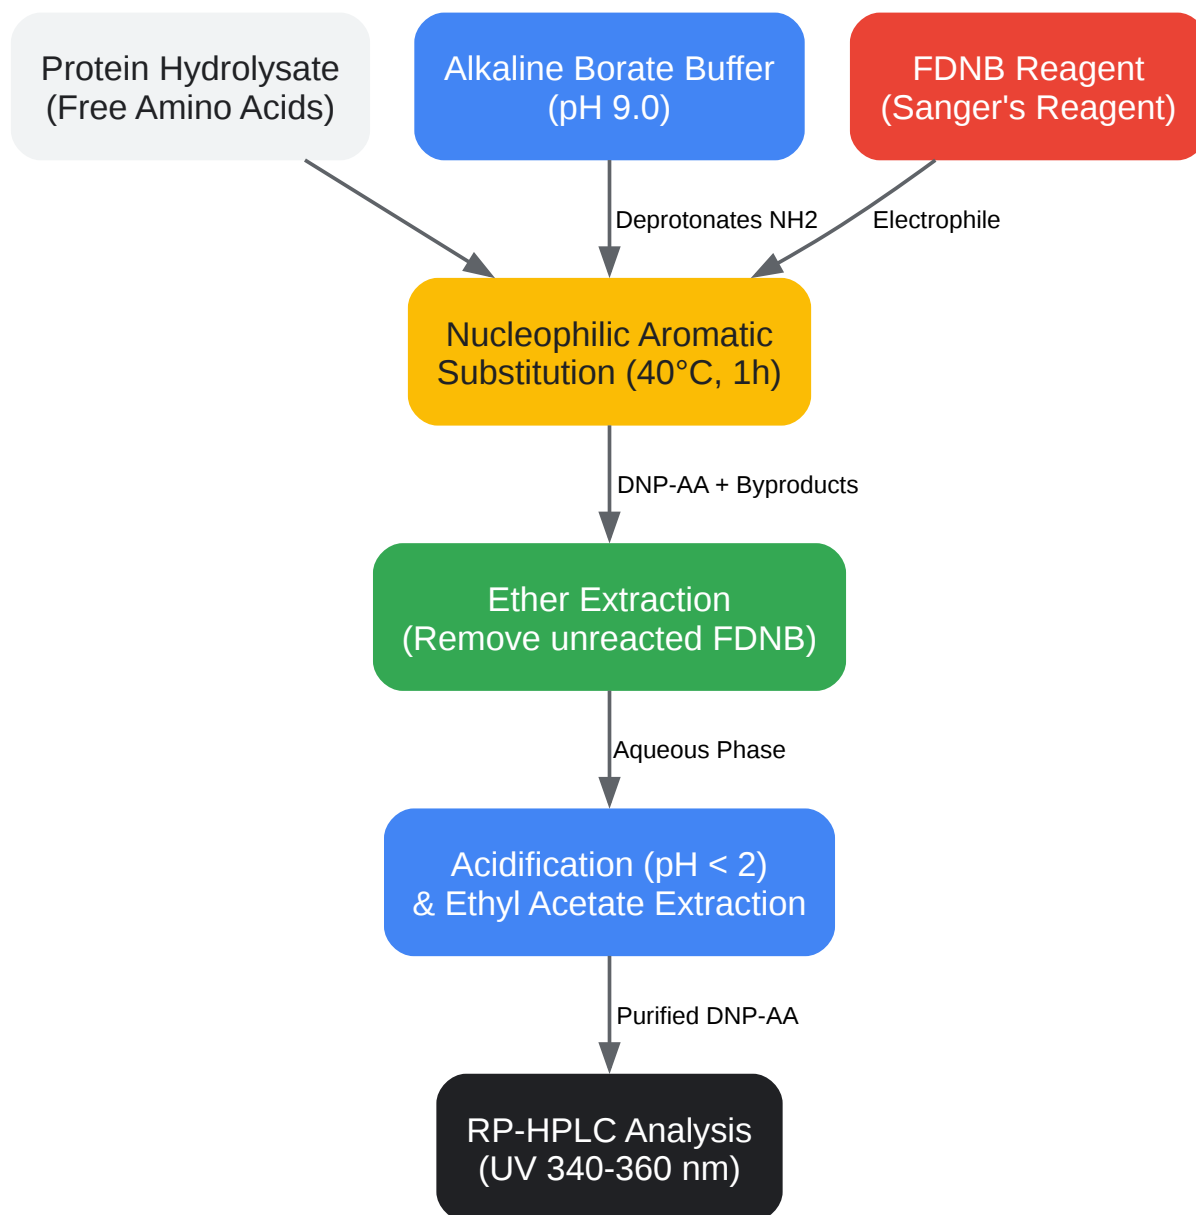 Protein Hydrolysate
(Free Amino Acids)
Alkaline Borate Buffer
(pH 9.0)
FDNB Reagent
(Sanger's Reagent)
Deprotonates NH2
Electrophile
Nucleophilic Aromatic
Substitution (40°C, 1h)
DNP-AA + Byproducts
Ether Extraction
(Remove unreacted FDNB)
Aqueous Phase
Acidification (pH < 2)
& Ethyl Acetate Extraction
Purified DNP-AA
RP-HPLC Analysis
(UV 340-360 nm)